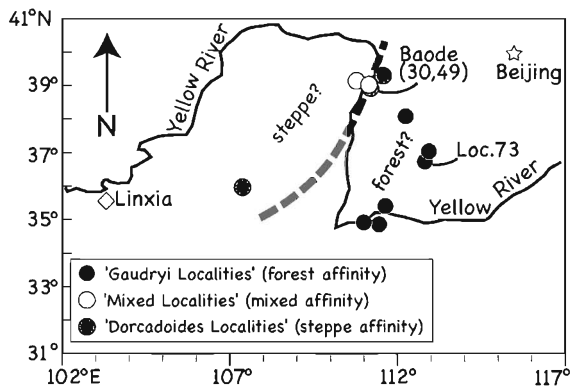 41°N
39°
37°
35°
33°
31°
102°E
107°
112°
117°
N
Yellow River
steppe?
Baode
(30,49)
Beijing
forest?
Loc.73
Yellow River
Linxia
'Gaudryi Localities' (forest affinity)
'Mixed Localities' (mixed affinity)
'Dorcadoides Localities' (steppe affinity)